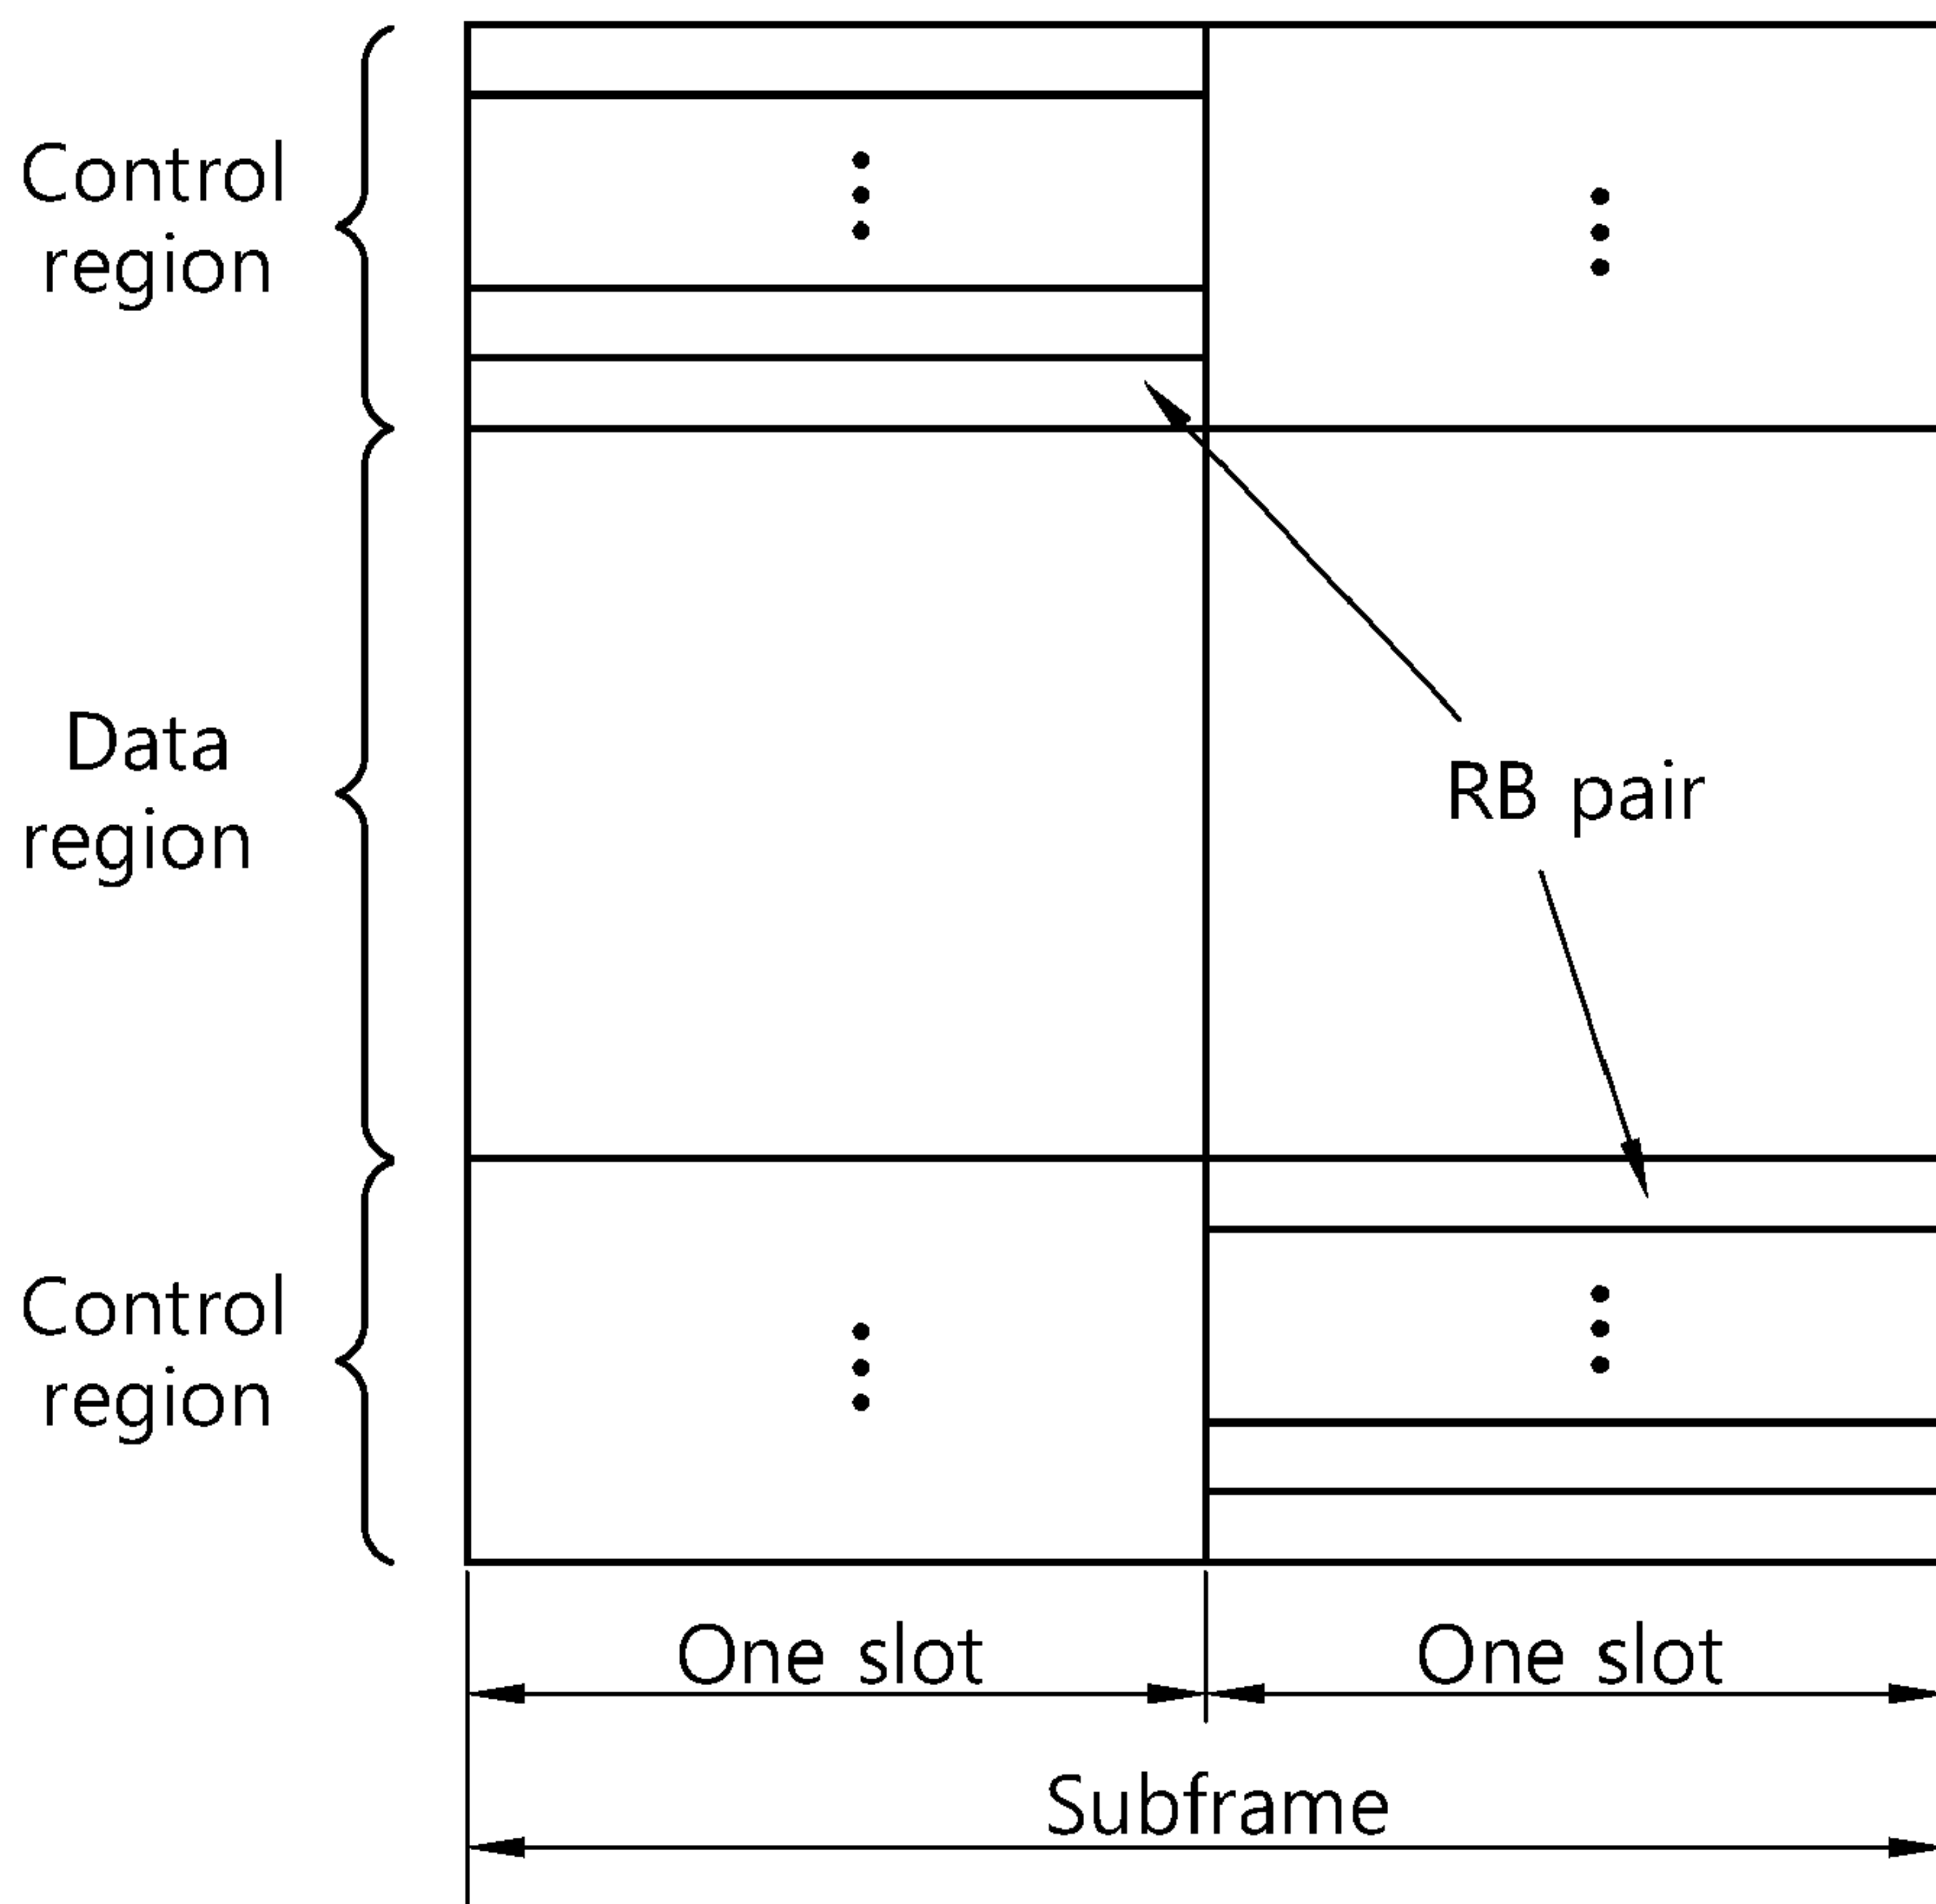 Control
region
Data
region
RB pair
Control
region
One slot
One slot
Subframe